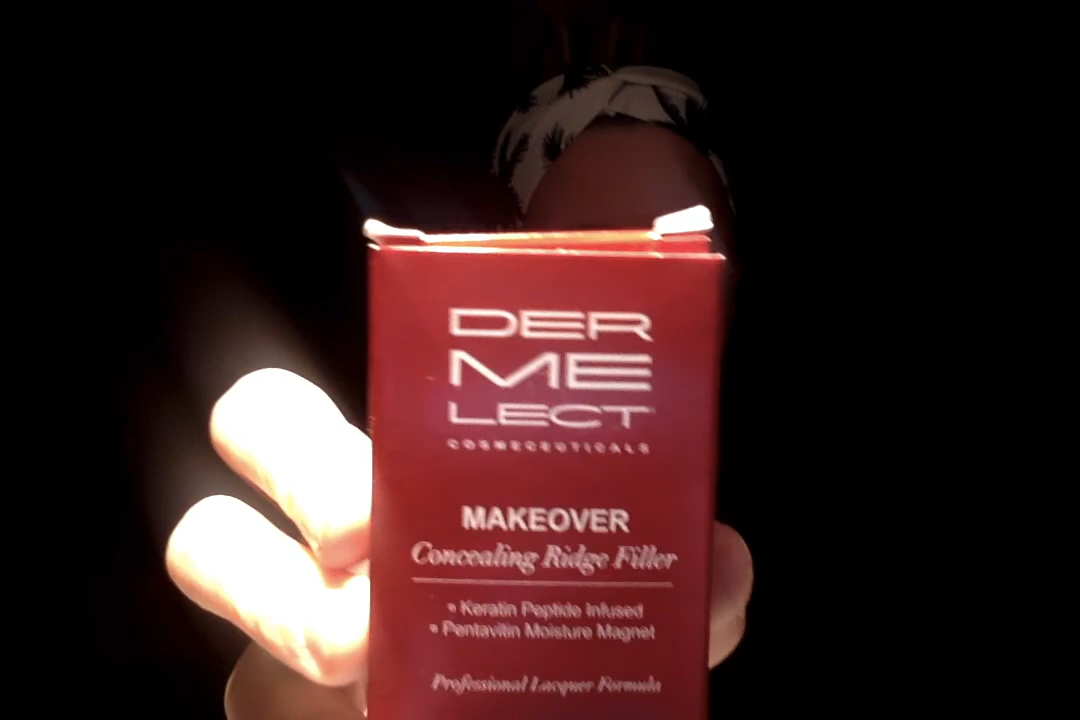 DER
ME
LECT
COSMECEUTICALS
MAKEOVER
Concealing Ridge Filler
• Keratin Peptide Infused
• Pentavitin Moisture Magnet
Professional Lacquer Formula